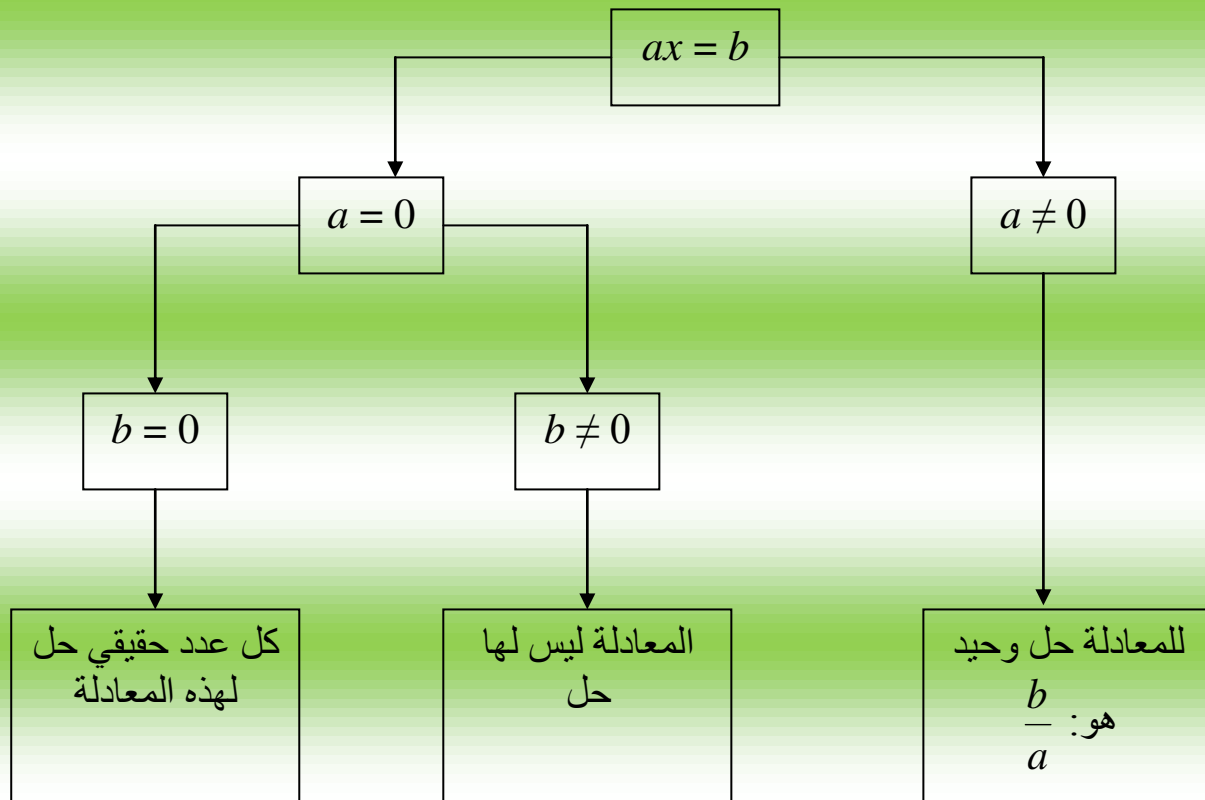 ax = b
a = 0
a ≠ 0
b = 0
b ≠ 0
كل عدد حقيقي حل
لهذه المعادلة
المعادلة ليس لها
حل
للمعادلة حل وحيد
هو: b/a